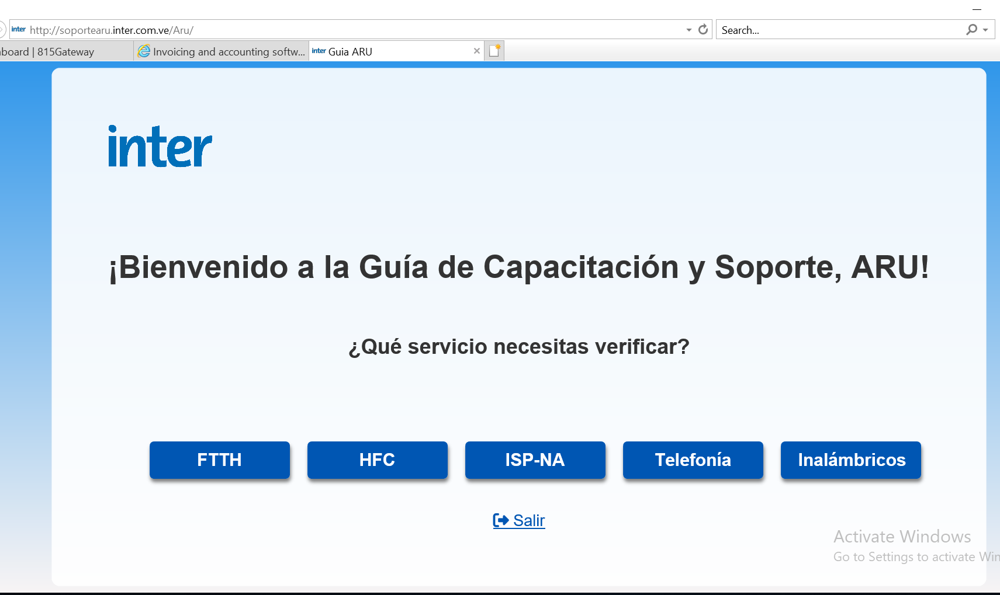 inter http://soportearu.inter.com.ve/Aru/
Search...
board | 815Gateway
Invoicing and accounting softw...
inter Guia ARU
inter
¡Bienvenido a la Guía de Capacitación y Soporte, ARU!
¿Qué servicio necesitas verificar?
FTTH
HFC
ISP-NA
Telefonía
Inalámbricos
Salir
Activate Windows
Go to Settings to activate Win